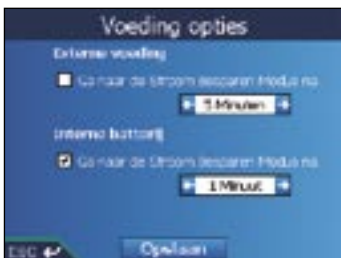 Voeding opties
Externe voeding
Ga naar de Stroom Besparen Modus na
5 Minuten
Interne batterij
Ga naar de Stroom Besparen Modus na
1 Minuut
ESC
Opslaan